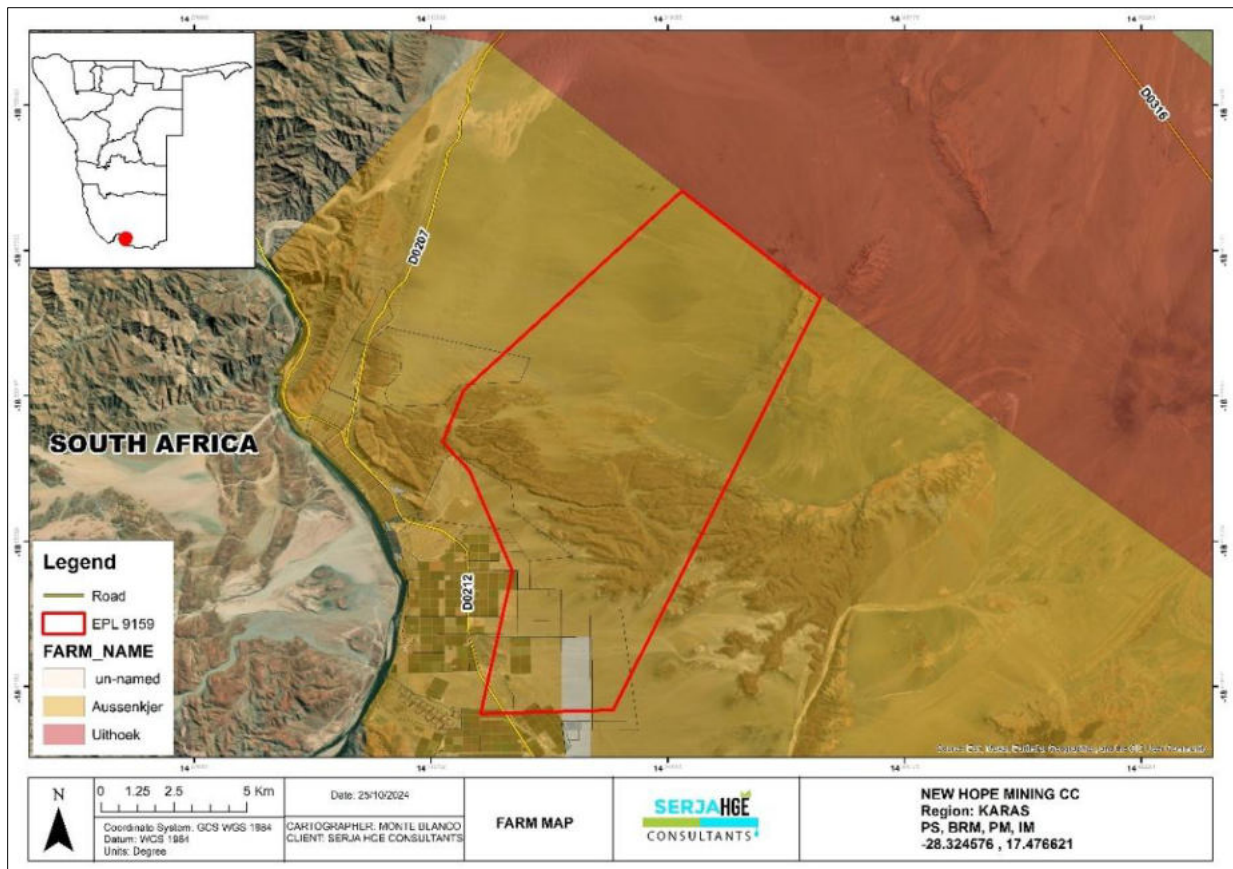 D0316
D0207
SOUTH AFRICA
D0212
Legend
Road
EPL 9159
FARM_NAME
un-named
Aussenkjer
Uithoek
N
0 1.25 2.5 5 Km
Coordinate System: GCS WGS 1984
Datum: WGS 1984
Units: Degree
Date: 25/10/2024
CARTOGRAPHER: MONTE BLANCO
CLIENT: SERJA HGE CONSULTANTS
FARM MAP
SERJAHGE
CONSULTANTS
NEW HOPE MINING CC
Region: KARAS
PS, BRM, PM, IM
-28.324576 , 17.476621